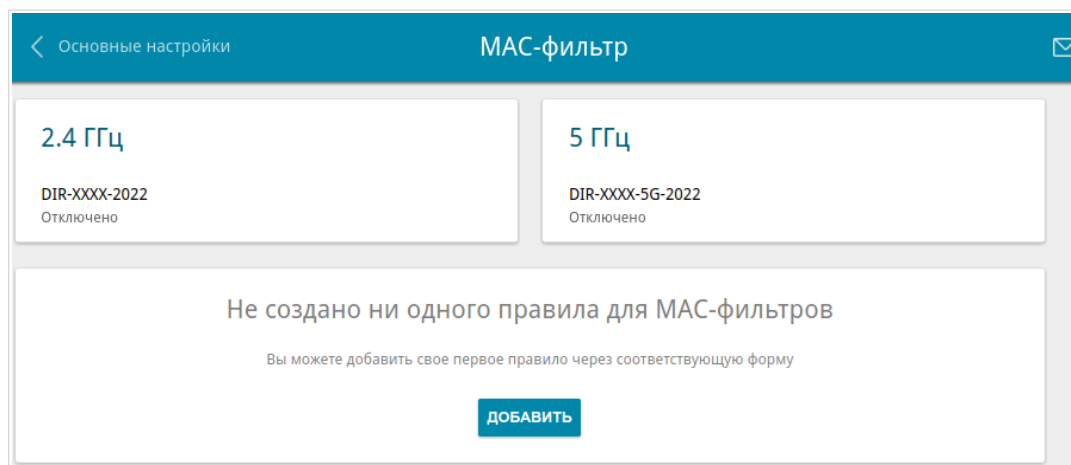 Основные настройки
МАС-фильтр
2.4 ГГц
DIR-XXXX-2022
Отключено
5 ГГц
DIR-XXXX-5G-2022
Отключено
Не создано ни одного правила для МАС-фильтров
Вы можете добавить свое первое правило через соответствующую форму
ДОБАВИТЬ